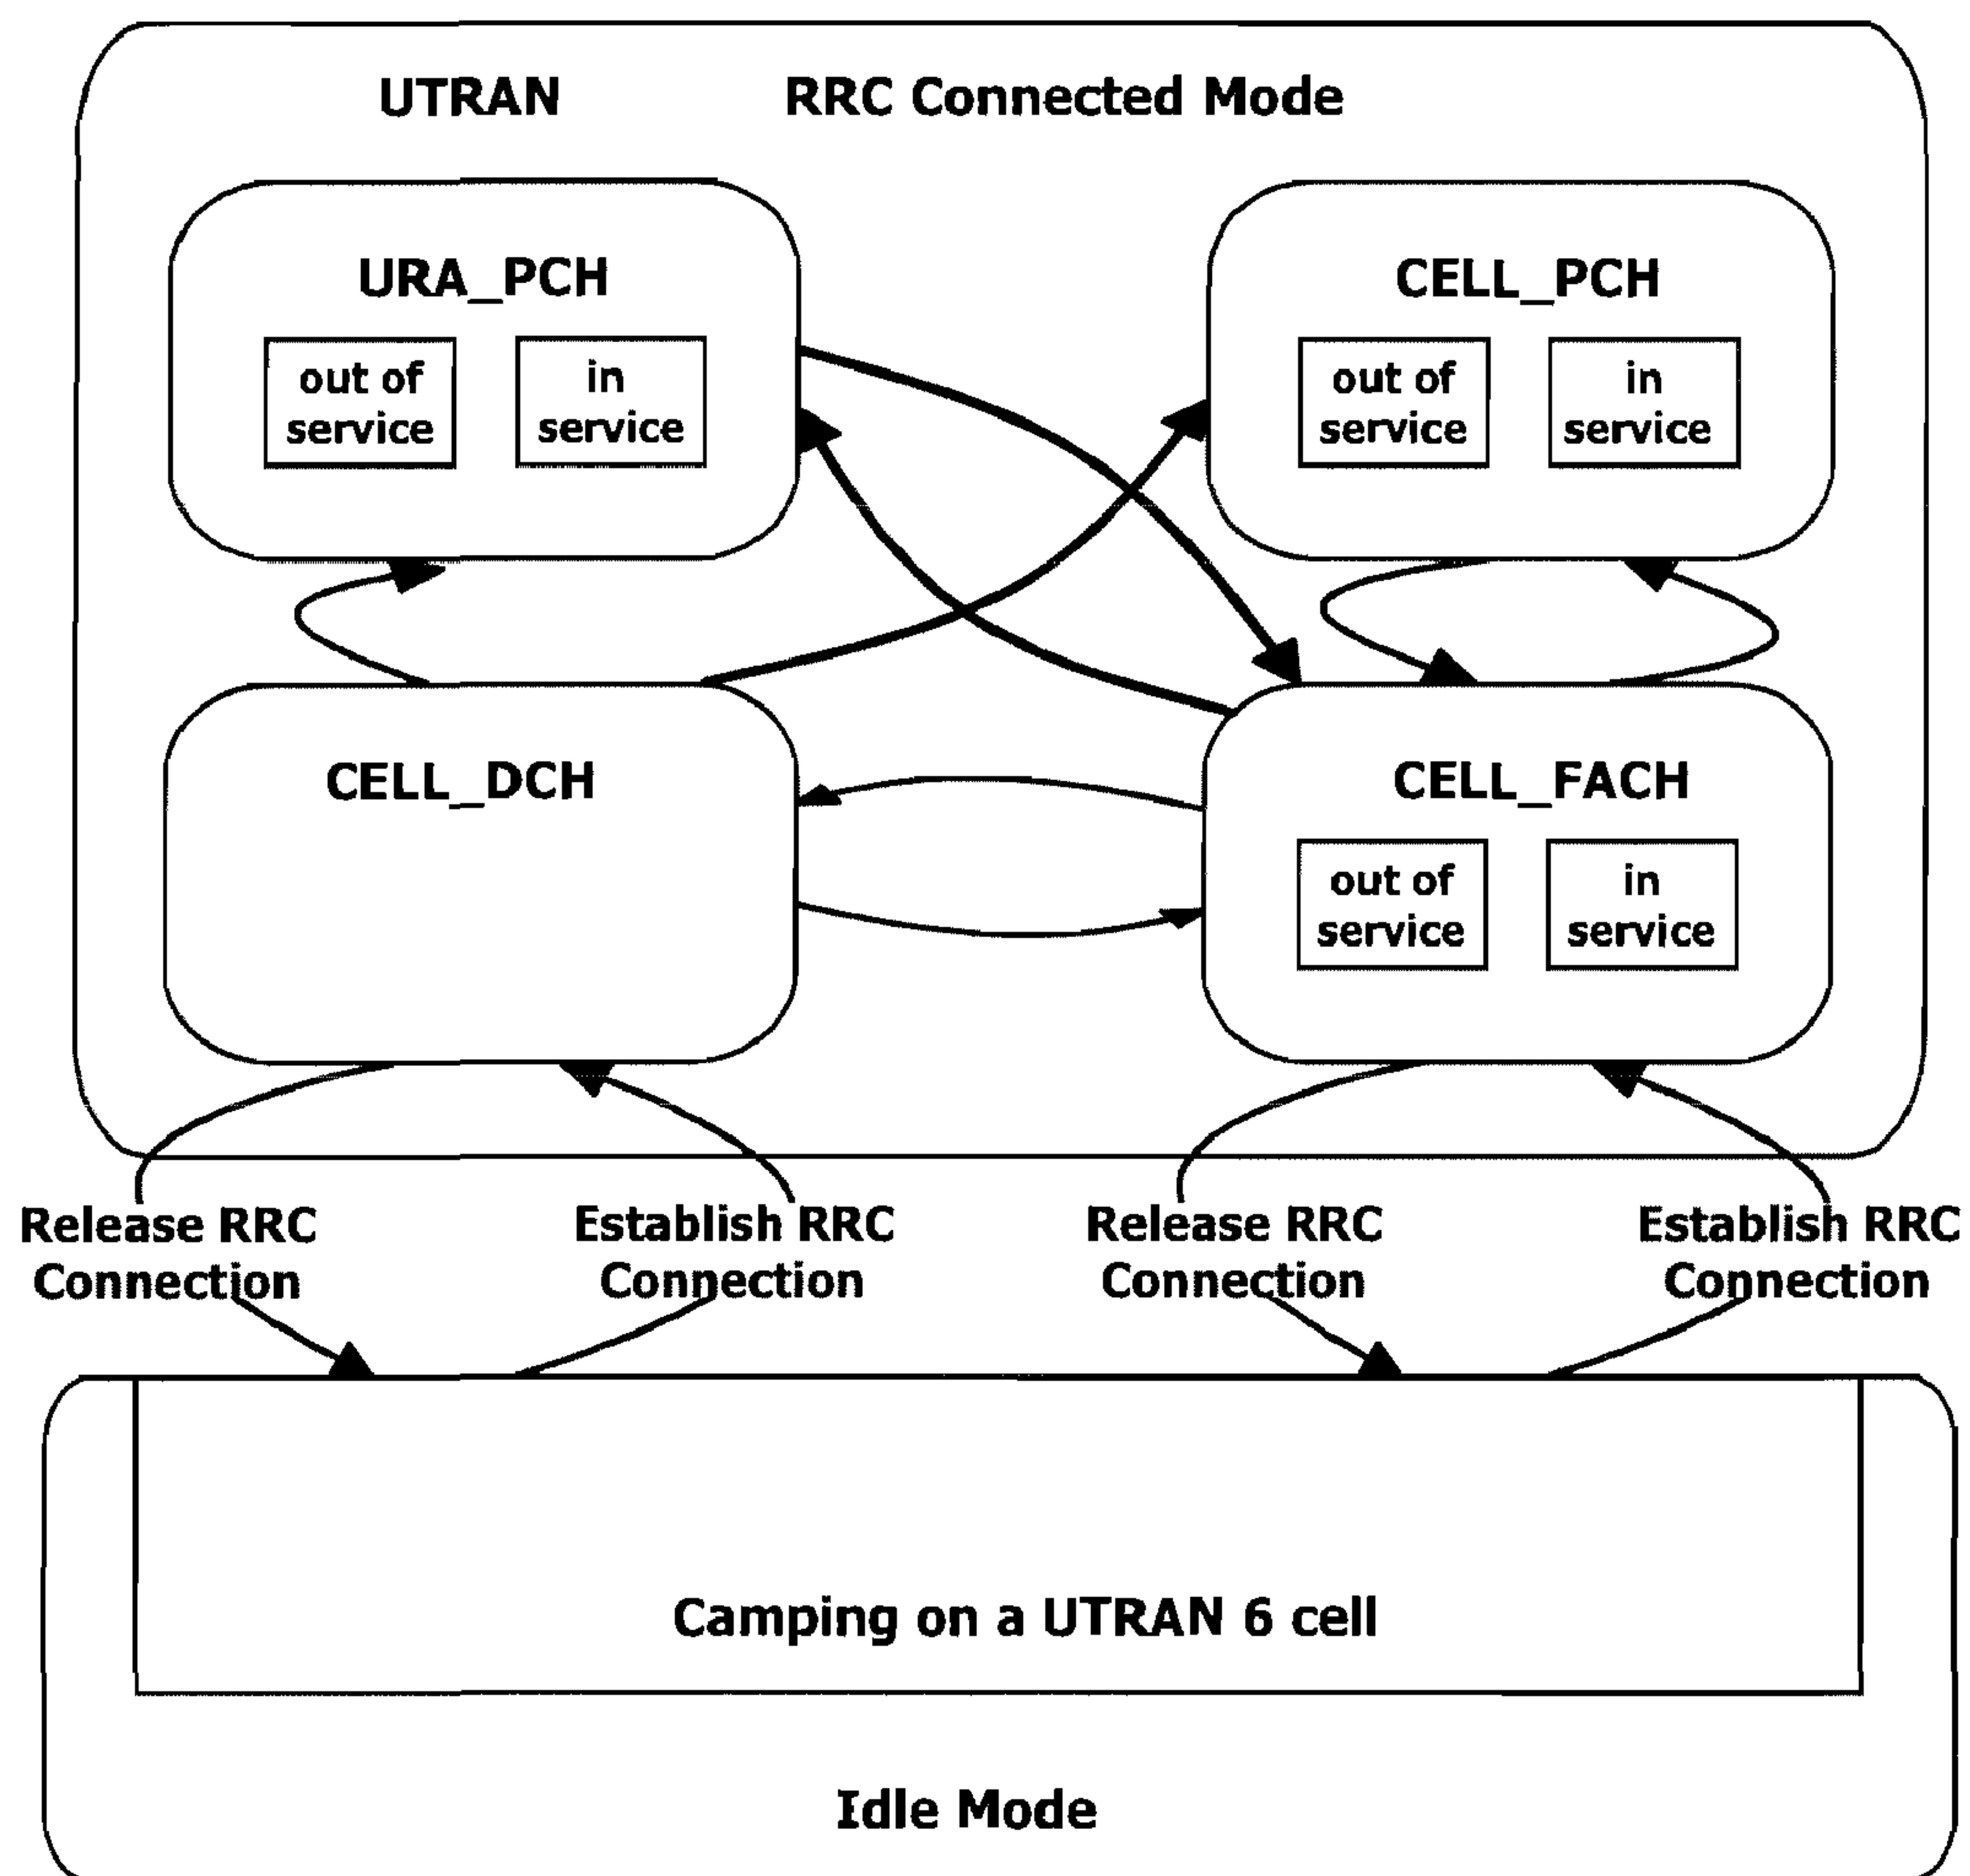 UTRAN RRC Connected Mode
URA_PCH
out of
service
in
service
CELL_PCH
out of
service
in
service
CELL_DCH
CELL_FACH
out of
service
in
service
Release RRC
Connection
Establish RRC
Connection
Release RRC
Connection
Establish RRC
Connection
Camping on a UTRAN 6 cell
Idle Mode